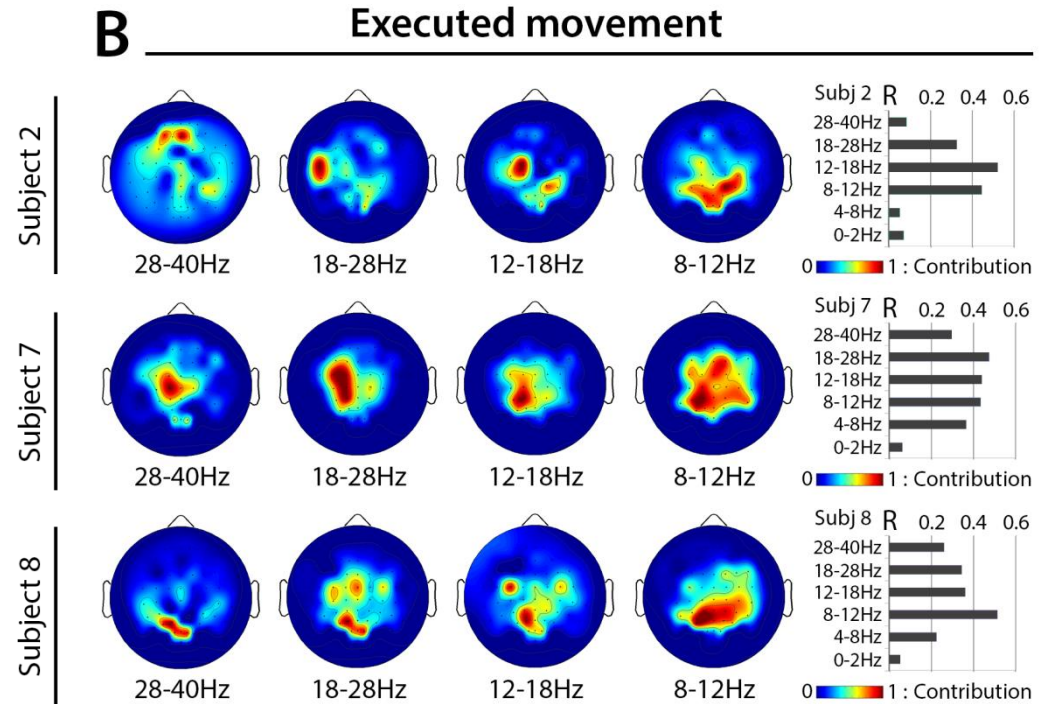 B Executed movement
Subject 2
28-40Hz 18-28Hz 12-18Hz 8-12Hz
Subj 2 R 0.2 0.4 0.6
28-40Hz
18-28Hz
12-18Hz
8-12Hz
4-8Hz
0-2Hz
0 1 : Contribution
Subject 7
28-40Hz 18-28Hz 12-18Hz 8-12Hz
Subj 7 R 0.2 0.4 0.6
28-40Hz
18-28Hz
12-18Hz
8-12Hz
4-8Hz
0-2Hz
0 1 : Contribution
Subject 8
28-40Hz 18-28Hz 12-18Hz 8-12Hz
Subj 8 R 0.2 0.4 0.6
28-40Hz
18-28Hz
12-18Hz
8-12Hz
4-8Hz
0-2Hz
0 1 : Contribution